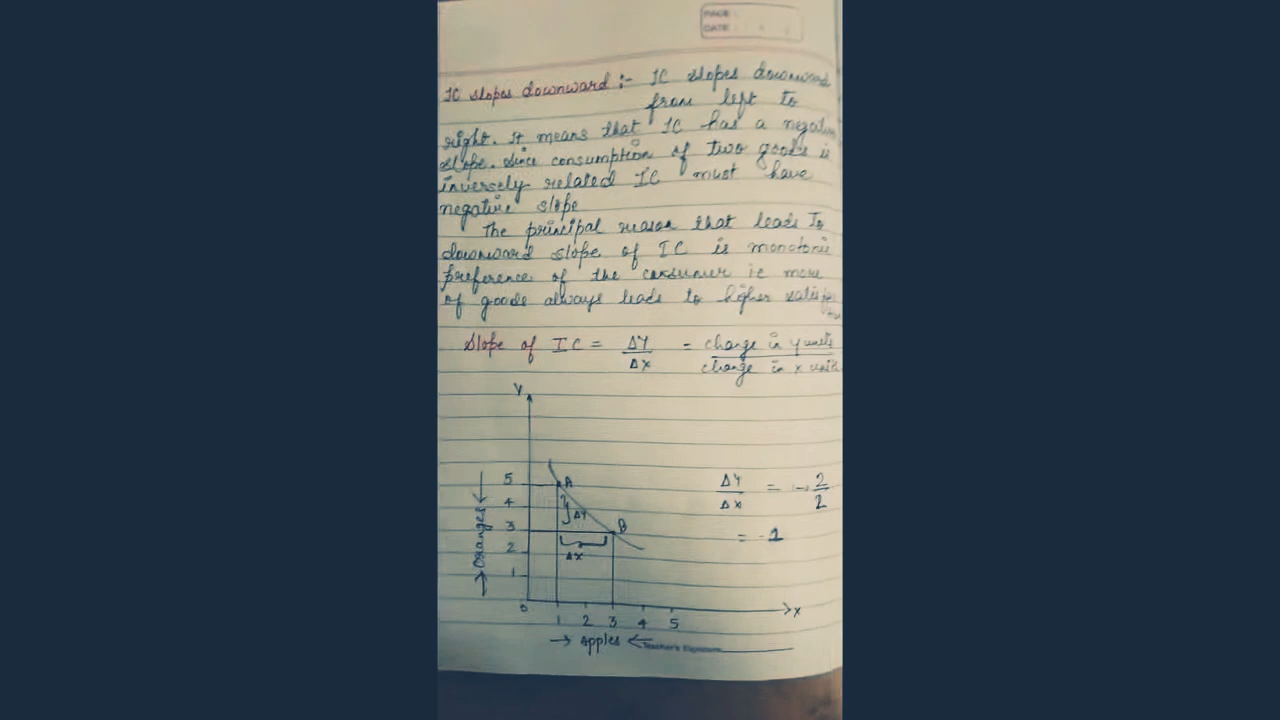 PAGE :
DATE : / /
IC slopes downward :- IC slopes downward
from left to
right. It means that IC has a negative
slope. Since consumption of two goods is
inversely related IC must have
negative slope
The principal reason that leads to
downward slope of IC is monotonic
preference of the consumer ie more
of goods always leads to higher satisfaction
Slope of IC = ΔY/ΔX = change in y units/change in x units
Y
5
4
3
2
1
0
Oranges
A
ΔY
B
ΔX
ΔY/ΔX = -2/2
= -1
X
1 2 3 4 5
→ Apples ←
Teacher's Signature